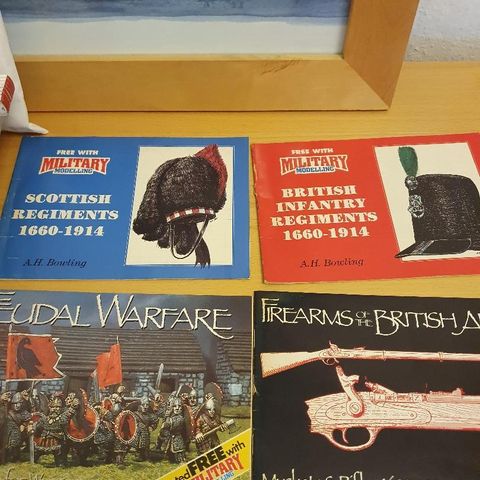 FREE WITH
MILITARY
MODELLING
SCOTTISH
REGIMENTS
1660-1914
A.H. Bowling
FREE WITH
MILITARY
MODELLING
BRITISH
INFANTRY
REGIMENTS
1660-1914
A.H. Bowling
EUDAL WARFARE
FREE with
MILITARY
FIREARMS OF THE BRITISH A